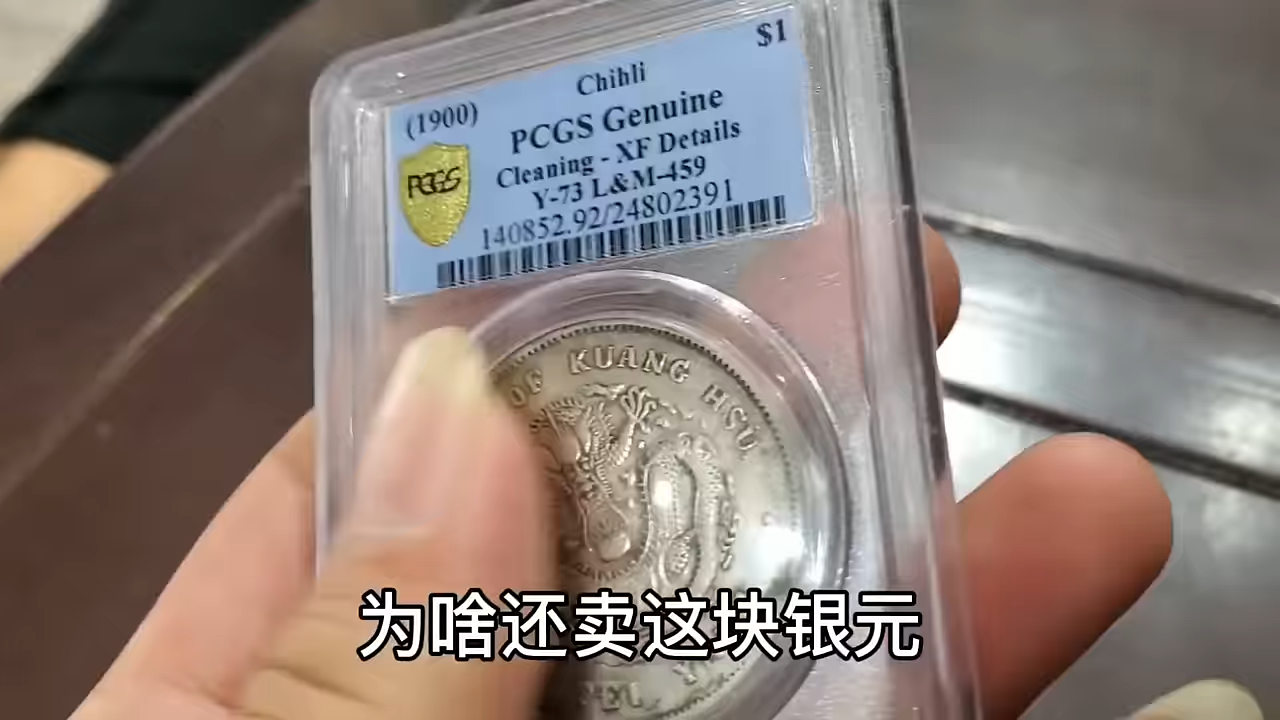 $1
Chihli
(1900)
PCGS Genuine
Cleaning - XF Details
Y-73 L&M-459
140852.92/24802391
PCGS
OF KUANG HSU
为啥还卖这块银元